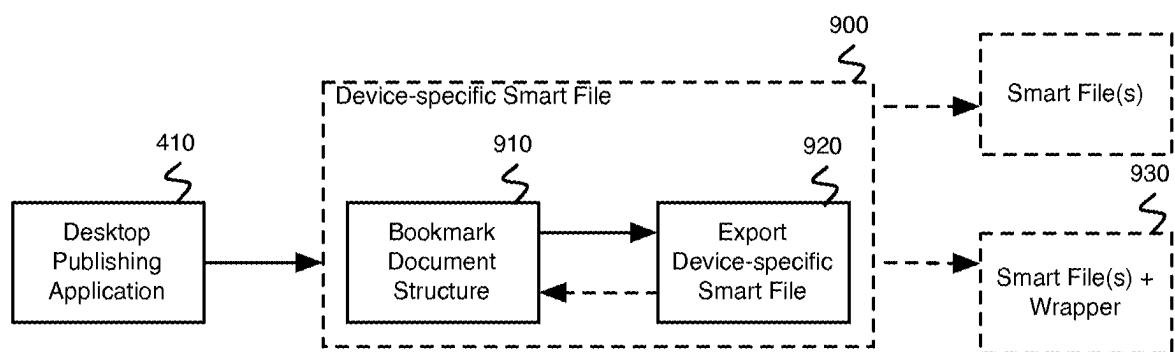 900
Device-specific Smart File
Smart File(s)
410
910
920
930
Desktop
Publishing
Application
Bookmark
Document
Structure
Export
Device-specific
Smart File
Smart File(s) +
Wrapper